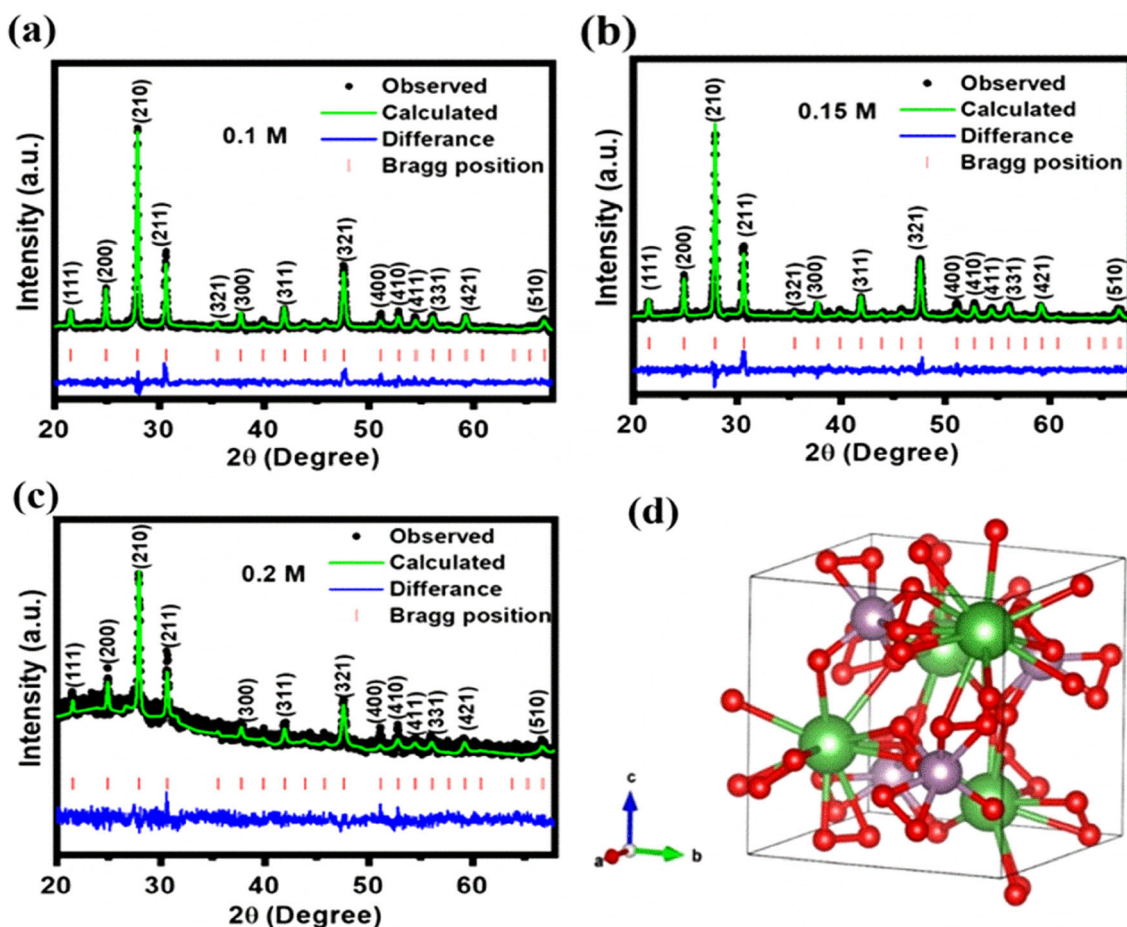 (a)
Observed
Calculated
Differance
Bragg position
0.1 M
(111)
(200)
(210)
(211)
(321)
(300)
(311)
(321)
(400)
(410)
(411)
(331)
(421)
(510)
Intensity (a.u.)
20 30 40 50 60
2θ (Degree)
(b)
Observed
Calculated
Differance
Bragg position
0.15 M
(111)
(200)
(210)
(211)
(321)
(300)
(311)
(321)
(400)
(410)
(411)
(331)
(421)
(510)
Intensity (a.u.)
20 30 40 50 60
2θ (Degree)
(c)
Observed
Calculated
Differance
Bragg position
0.2 M
(111)
(200)
(210)
(211)
(300)
(311)
(321)
(400)
(410)
(411)
(331)
(421)
(510)
Intensity (a.u.)
20 30 40 50 60
2θ (Degree)
(d)
c
a
b